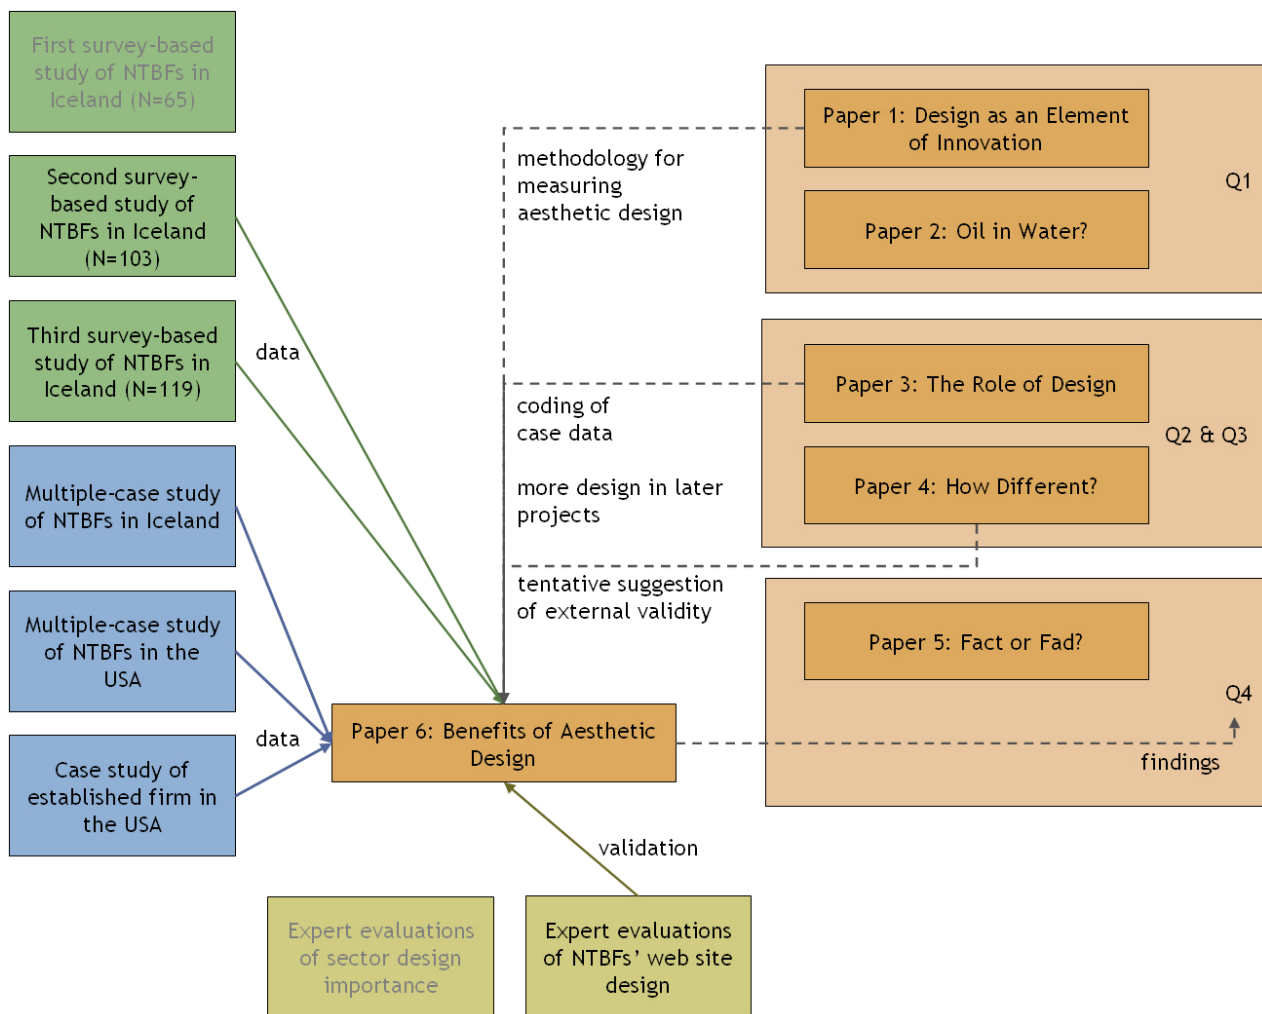 First survey-based
study of NTBFs in
Iceland (N=65)
Second survey-
based study of
NTBFs in Iceland
(N=103)
Third survey-based
study of NTBFs in
Iceland (N=119)
Multiple-case study
of NTBFs in Iceland
Multiple-case study
of NTBFs in the
USA
Case study of
established firm in
the USA
data
data
methodology for
measuring
aesthetic design
coding of
case data
more design in later
projects
tentative suggestion
of external validity
Paper 1: Design as an Element
of Innovation
Paper 2: Oil in Water?
Q1
Paper 3: The Role of Design
Paper 4: How Different?
Q2 & Q3
Paper 5: Fact or Fad?
Q4
findings
Paper 6: Benefits of Aesthetic
Design
validation
Expert evaluations
of sector design
importance
Expert evaluations
of NTBFs’ web site
design